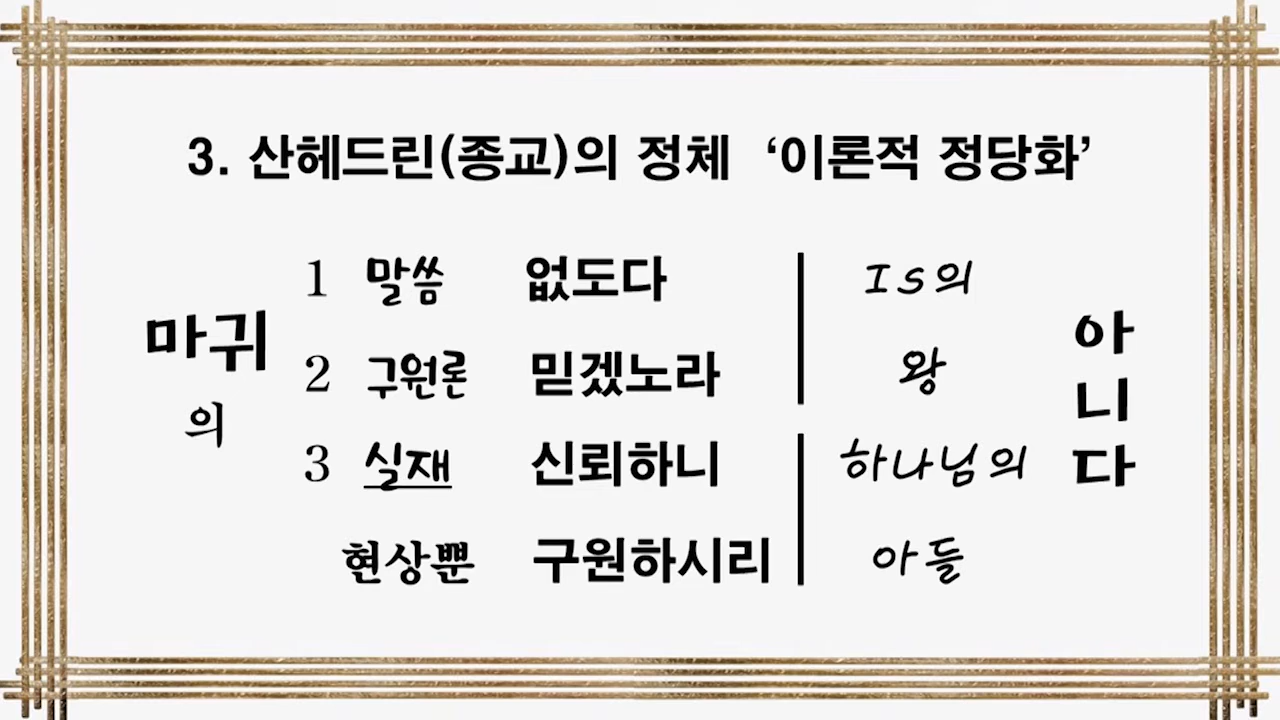 3. 산헤드린(종교)의 정체 ‘이론적 정당화’
마귀
의
1 말씀 없도다
2 구원론 믿겠노라
3 실재 신뢰하니
현상뿐 구원하시리
IS의
왕
하나님의
아들
아
니
다